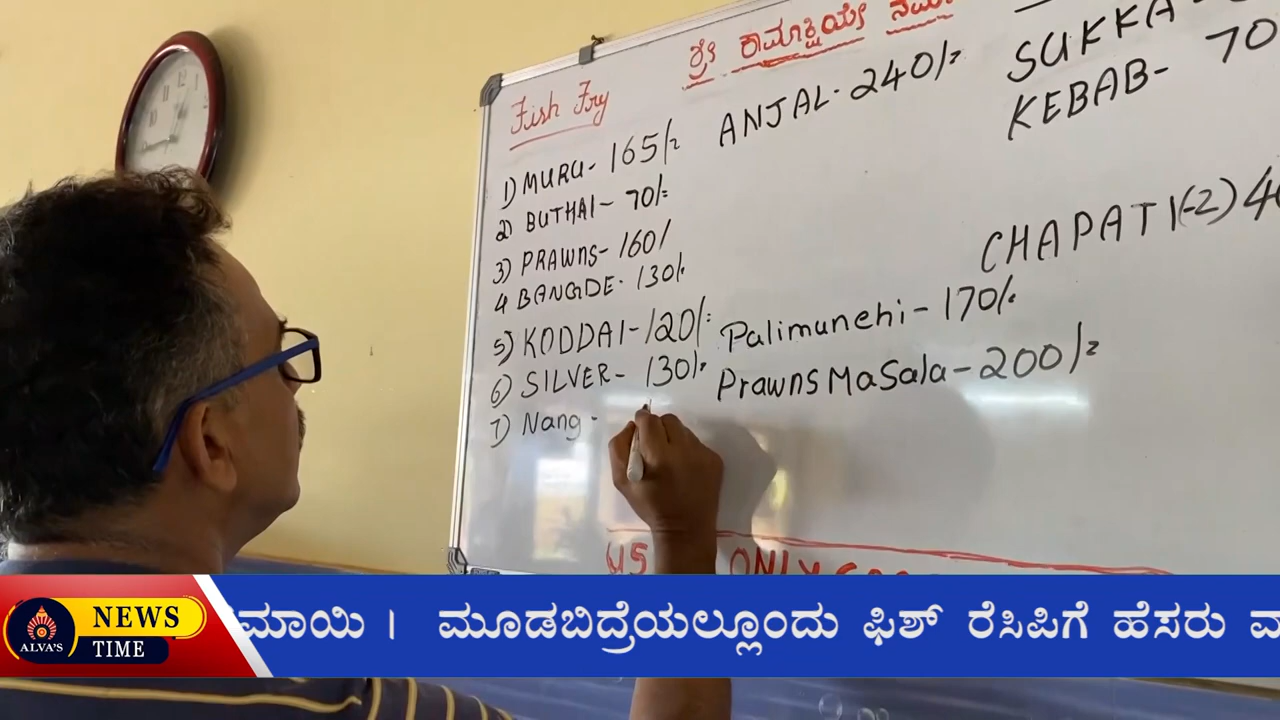 ಶ್ರೀ ಕಾಮಾಕ್ಷಿಯೇ ನಮಃ
Fish Fry
1) MURU- 165/=
2) BUTHAI- 70/=
3) PRAWNS- 160/
4 BANGDE- 130/.
5) KODDAI-120/=
6) SILVER- 130/.
7) Nang -
ANJAL- 240/=
Palimunchi- 170/.
Prawns Masala- 200/=
SUKKA-
KEBAB- 70
CHAPATI(-2) 40
ONLY
NEWS
TIME
ALVA'S
ಮಾಯಿ । ಮೂಡಬಿದ್ರೆಯಲ್ಲೊಂದು ಫಿಶ್ ರೆಸಿಪಿಗೆ ಹೆಸರು